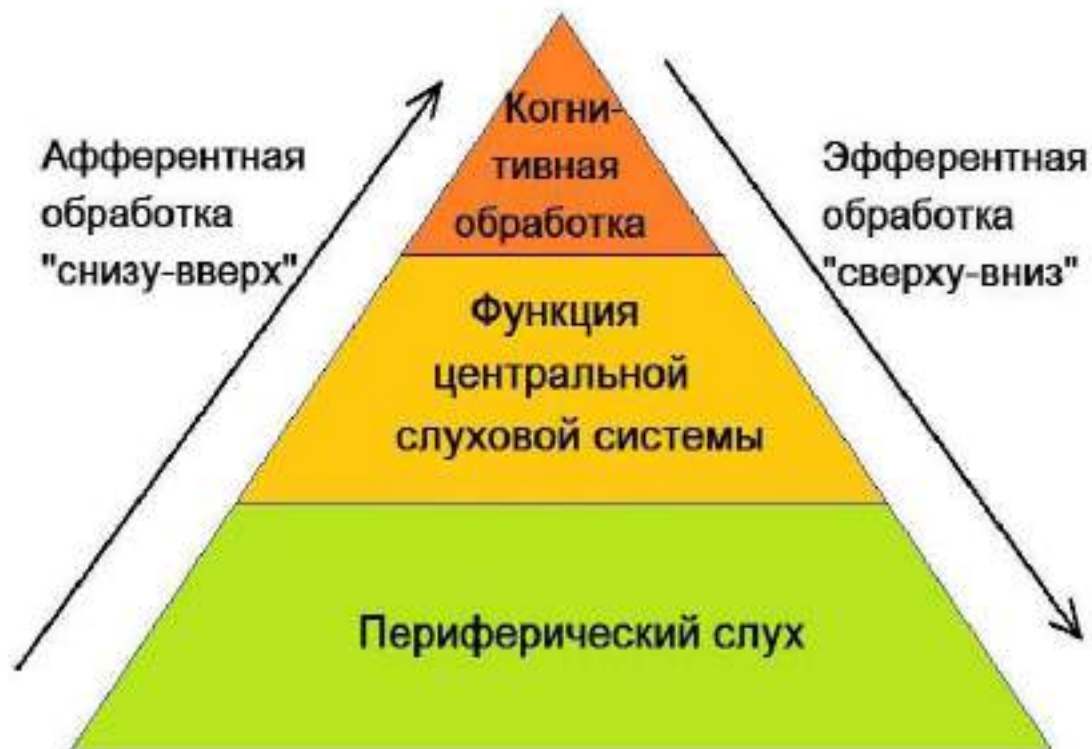 Когни-
тивная
обработка
Афферентная
обработка
"снизу-вверх"
Эфферентная
обработка
"сверху-вниз"
Функция
центральной
слуховой системы
Периферический слух